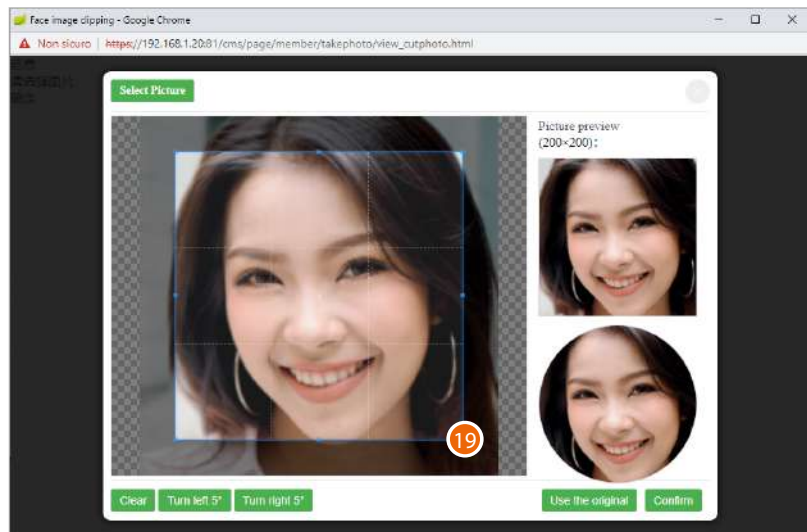 Face image clipping - Google Chrome
Non sicuro | https://192.168.1.20:81/cms/page/member/takephoto/view_cutphoto.html
Select Picture
Picture preview
(200×200):
19
Clear
Turn left 5°
Turn right 5°
Use the original
Confirm